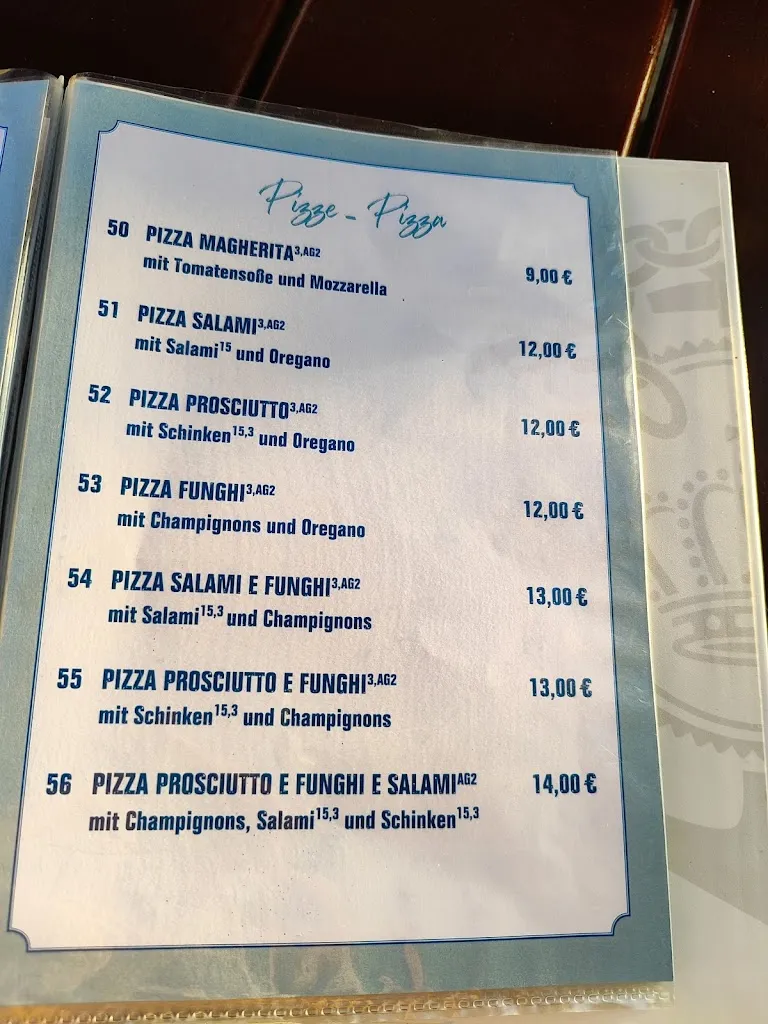 Pizze - Pizza
50 PIZZA MAGHERITA3,AG2
mit Tomatensoße und Mozzarella 9,00 €
51 PIZZA SALAMI3,AG2
mit Salami15 und Oregano 12,00 €
52 PIZZA PROSCIUTTO3,AG2
mit Schinken15,3 und Oregano 12,00 €
53 PIZZA FUNGHI3,AG2
mit Champignons und Oregano 12,00 €
54 PIZZA SALAMI E FUNGHI3,AG2 13,00 €
mit Salami15,3 und Champignons
55 PIZZA PROSCIUTTO E FUNGHI3,AG2 13,00 €
mit Schinken15,3 und Champignons
56 PIZZA PROSCIUTTO E FUNGHI E SALAMIAG2 14,00 €
mit Champignons, Salami15,3 und Schinken15,3